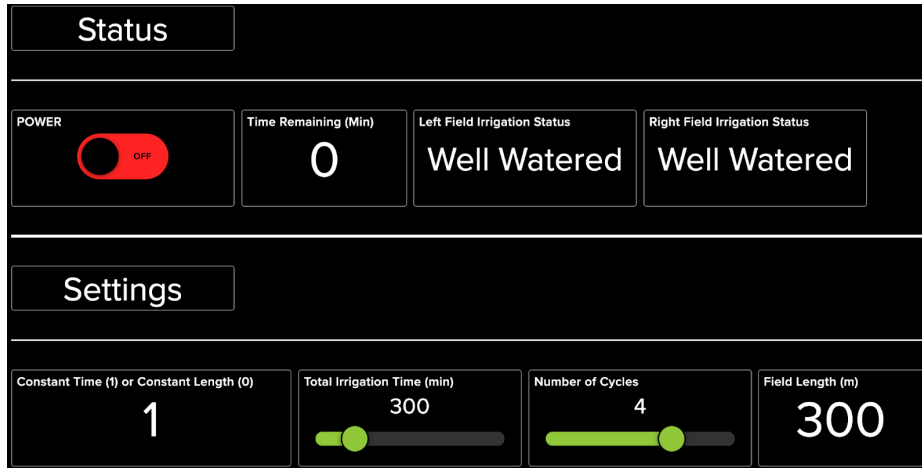 Status
POWER
OFF
Time Remaining (Min)
0
Left Field Irrigation Status
Well Watered
Right Field Irrigation Status
Well Watered
Settings
Constant Time (1) or Constant Length (0)
1
Total Irrigation Time (min)
300
Number of Cycles
4
Field Length (m)
300